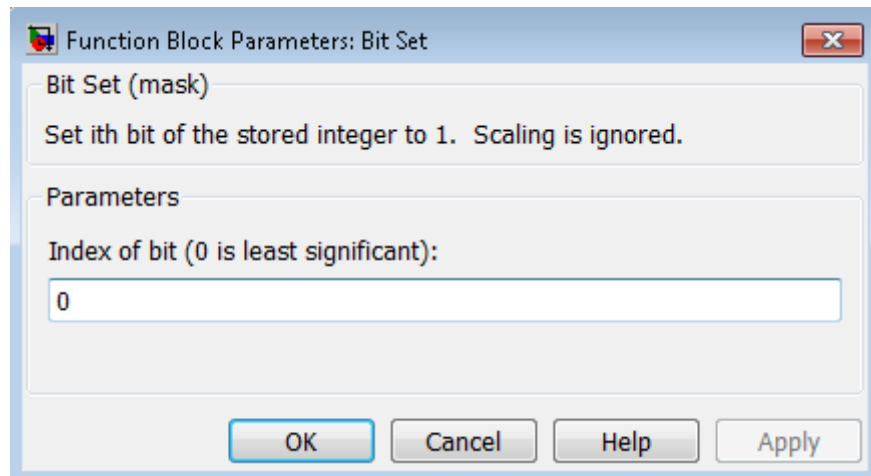 Function Block Parameters: Bit Set
Bit Set (mask)
Set ith bit of the stored integer to 1.  Scaling is ignored.
Parameters
Index of bit (0 is least significant):
0
OK Cancel Help Apply